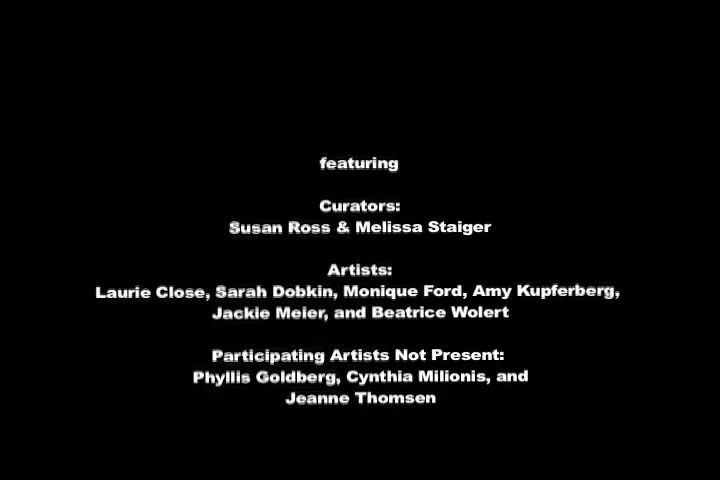 featuring
Curators:
Susan Ross & Melissa Staiger
Artists:
Laurie Close, Sarah Dobkin, Monique Ford, Amy Kupferberg,
Jackie Meier, and Beatrice Wolert
Participating Artists Not Present:
Phyllis Goldberg, Cynthia Milionis, and
Jeanne Thomsen